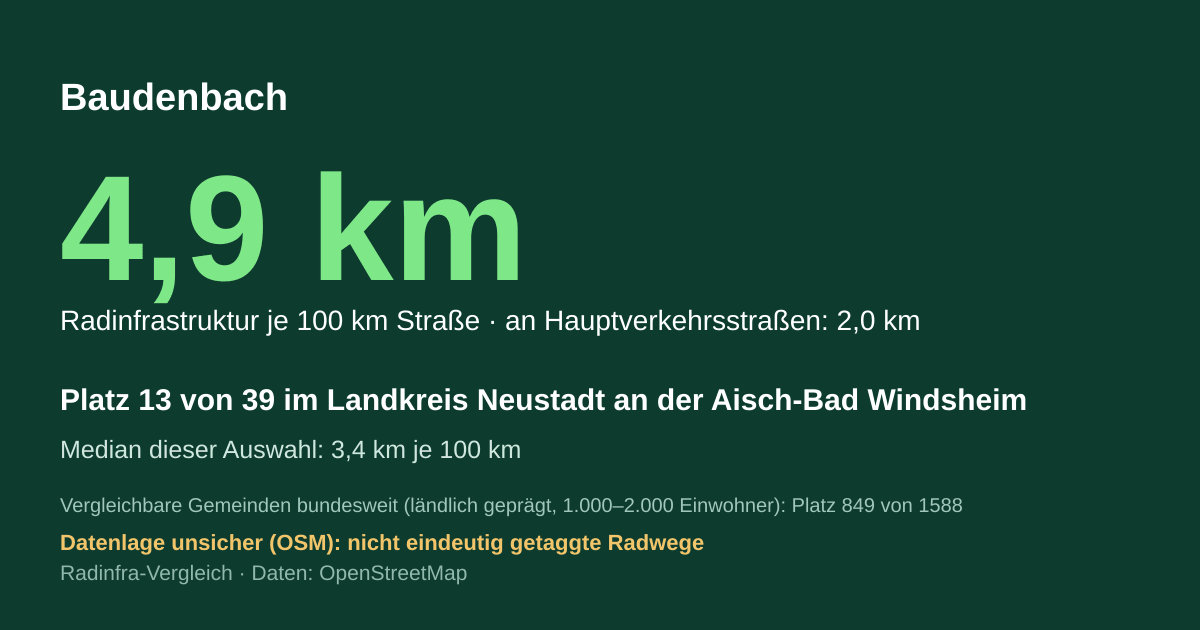 Baudenbach
4,9 km
Radinfrastruktur je 100 km Straße · an Hauptverkehrsstraßen: 2,0 km
Platz 13 von 39 im Landkreis Neustadt an der Aisch-Bad Windsheim
Median dieser Auswahl: 3,4 km je 100 km
Vergleichbare Gemeinden bundesweit (ländlich geprägt, 1.000–2.000 Einwohner): Platz 849 von 1588
Datenlage unsicher (OSM): nicht eindeutig getaggte Radwege
Radinfra-Vergleich · Daten: OpenStreetMap